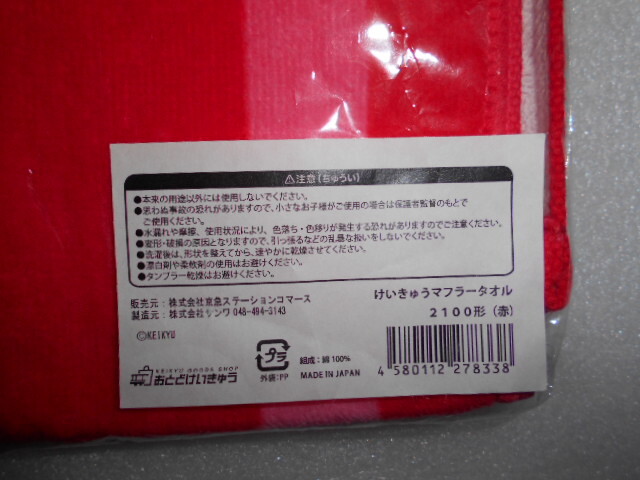 ⚠注意(ちゅうい)
●本来の用途以外には使用しないでください。
●思わぬ事故の恐れがありますので、小さなお子様がご使用の場合は保護者監督のもとで
ご使用ください。
●水濡れや摩擦、使用状況により、色落ち・色移りが発生する恐れがありますのでご注意ください。
●変形・破損の原因となりますので、引っ張るなどの乱暴な扱いをしないでください。
●洗濯後は、形状を整えてから、速やかに乾燥させてください。
●漂白剤や柔軟剤の使用はお避けください。
●タンブラー乾燥はお避けください。
販売元：株式会社京急ステーションコマース
製造元：株式会社シンワ 048-494-3143
けいきゅうマフラータオル
2100形（赤）
©KEIKYU
KEIKYU GOODS SHOP
おとどけいきゅう
プラ
外袋：PP
組成：綿 100%
MADE IN JAPAN
4 580112 278338